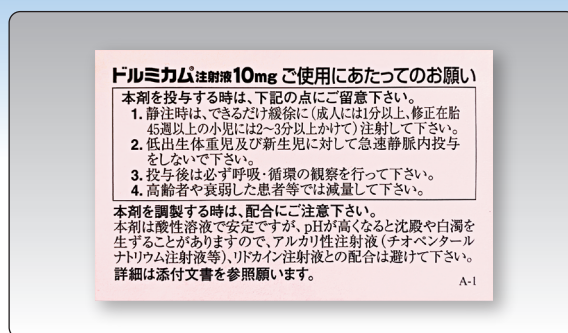 ドルミカム注射液10mg ご使用にあたってのお願い
本剤を投与する時は、下記の点にご留意下さい。
1. 静注時は、できるだけ緩徐に（成人には1分以上、修正在胎
45週以上の小児には2〜3分以上かけて）注射して下さい。
2. 低出生体重児及び新生児に対して急速静脈内投与
をしないで下さい。
3. 投与後は必ず呼吸・循環の観察を行って下さい。
4. 高齢者や衰弱した患者等では減量して下さい。
本剤を調製する時は、配合にご注意下さい。
本剤は酸性溶液で安定ですが、pHが高くなると沈殿や白濁を
生ずることがありますので、アルカリ性注射液（チオペンタール
ナトリウム注射液等）、リドカイン注射液との配合は避けて下さい。
詳細は添付文書を参照願います。
A-1